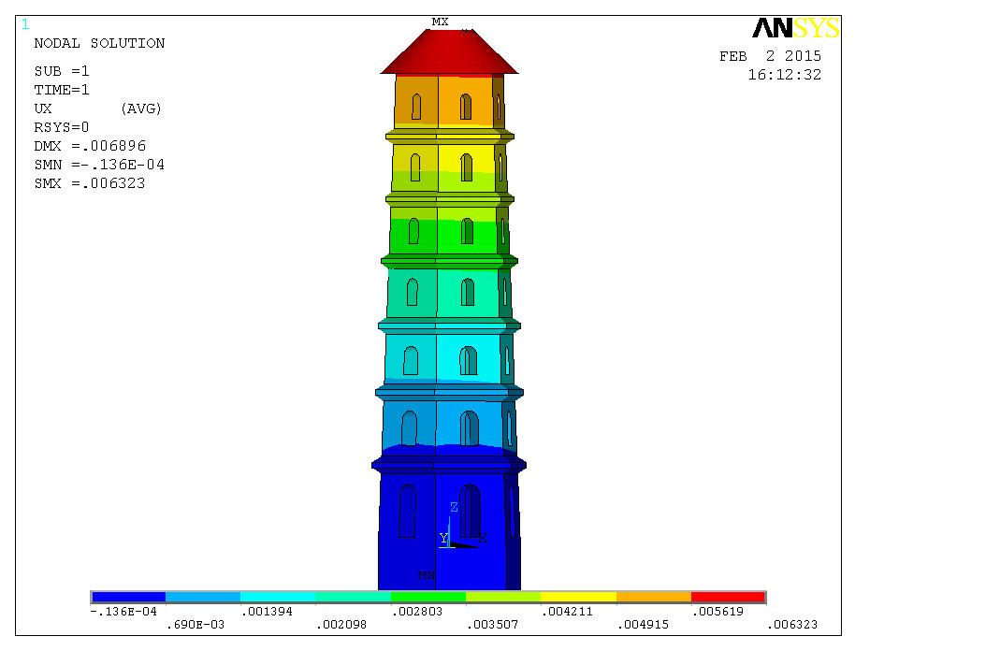 1
MX
ANSYS
NODAL SOLUTION
FEB 2 2015
16:12:32
SUB =1
TIME=1
UX (AVG)
RSYS=0
DMX =.006896
SMN =-.136E-04
SMX =.006323
Z
Y X
MN
-.136E-04 .001394 .002803 .004211 .005619
.690E-03 .002098 .003507 .004915 .006323